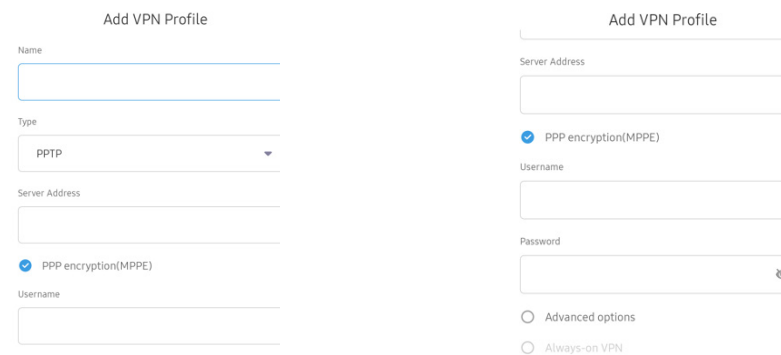 Add VPN Profile
Name
Type
PPTP
Server Address
PPP encryption(MPPE)
Username
Add VPN Profile
Server Address
PPP encryption(MPPE)
Username
Password
Advanced options
Always-on VPN